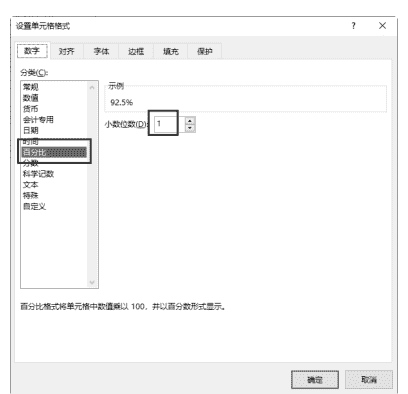 设置单元格格式 ? ×
数字 对齐 字体 边框 填充 保护
分类(C):
常规
数值
货币
会计专用
日期
时间
百分比
分数
科学记数
文本
特殊
自定义
示例
92.5%
小数位数(D): 1
百分比格式将单元格中数值乘以 100，并以百分数形式显示。
确定 取消